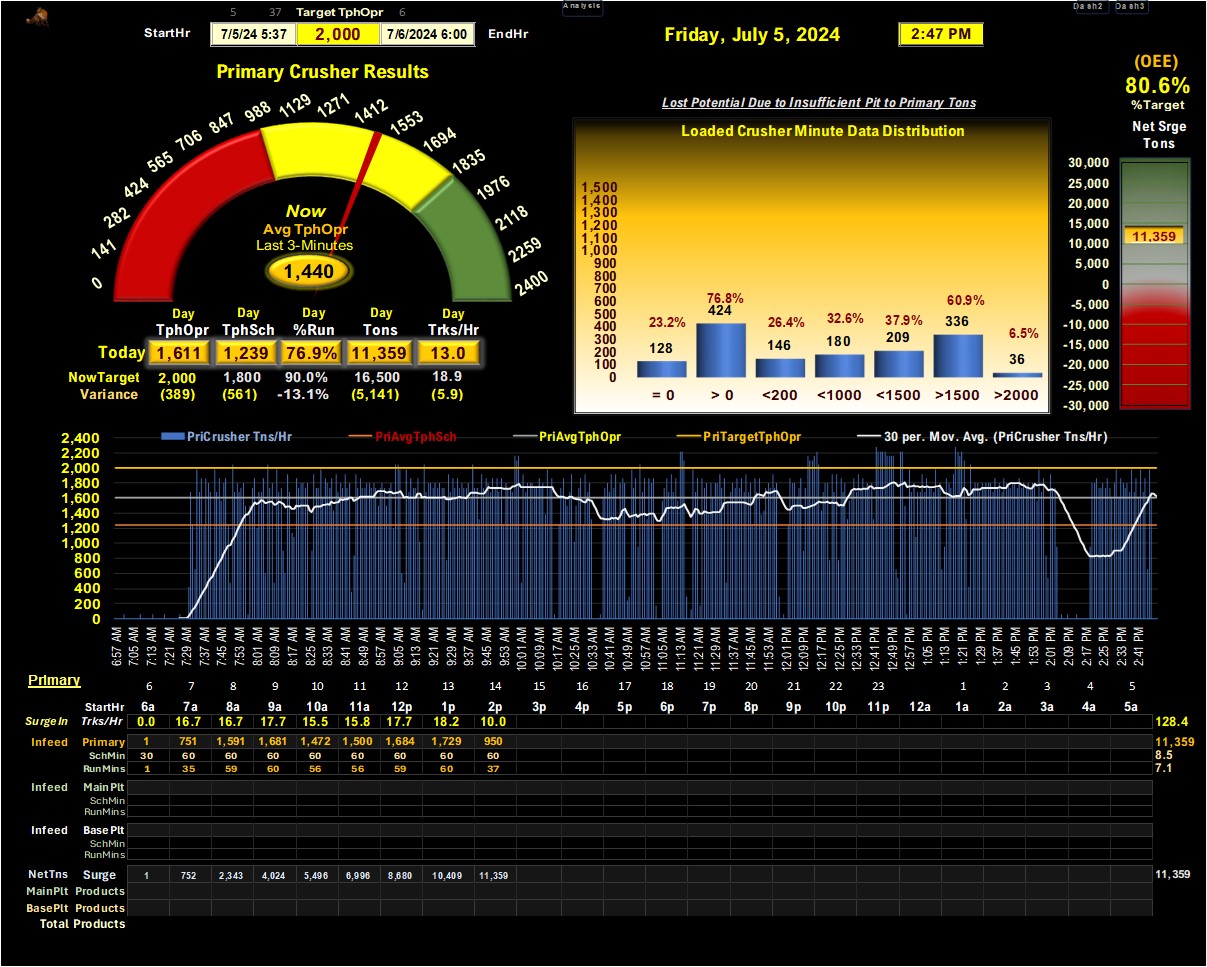 Analysis Dash2 Dash3
5 37 Target TphOpr 6
StartHr 7/5/24 5:37 2,000 7/6/2024 6:00 EndHr Friday, July 5, 2024 2:47 PM
(OEE)
80.6%
%Target
Primary Crusher Results
Lost Potential Due to Insufficient Pit to Primary Tons
Net Srge
Tons
0 141 282 424 565 706 847 988 1129 1271 1412 1553 1694 1835 1976 2118 2259 2400
Now
Avg TphOpr
Last 3-Minutes
1,440
Day Day Day Day Day
TphOpr TphSch %Run Tons Trks/Hr
Today 1,611 1,239 76.9% 11,359 13.0
NowTarget 2,000 1,800 90.0% 16,500 18.9
Variance (389) (561) -13.1% (5,141) (5.9)
Loaded Crusher Minute Data Distribution
1,500
1,400
1,300
1,200
1,100
1,000
900
800
700
600
500
400
300
200
100
0
23.2% 76.8% 26.4% 32.6% 37.9% 60.9% 6.5%
128 424 146 180 209 336 36
= 0 > 0 <200 <1000 <1500 >1500 >2000
30,000
25,000
20,000
15,000
10,000
5,000
0
-5,000
-10,000
-15,000
-20,000
-25,000
-30,000
11,359
PriCrusher Tns/Hr PriAvgTphSch PriAvgTphOpr PriTargetTphOpr 30 per. Mov. Avg. (PriCrusher Tns/Hr)
2,400
2,200
2,000
1,800
1,600
1,400
1,200
1,000
800
600
400
200
0
6:57 AM 7:05 AM 7:13 AM 7:21 AM 7:29 AM 7:37 AM 7:45 AM 7:53 AM 8:01 AM 8:09 AM 8:17 AM 8:25 AM 8:33 AM 8:41 AM 8:49 AM 8:57 AM 9:05 AM 9:13 AM 9:21 AM 9:29 AM 9:37 AM 9:45 AM 9:53 AM 10:01 AM 10:09 AM 10:17 AM 10:25 AM 10:33 AM 10:41 AM 10:49 AM 10:57 AM 11:05 AM 11:13 AM 11:21 AM 11:29 AM 11:37 AM 11:45 AM 11:53 AM 12:01 PM 12:09 PM 12:17 PM 12:25 PM 12:33 PM 12:41 PM 12:49 PM 12:57 PM 1:05 PM 1:13 PM 1:21 PM 1:29 PM 1:37 PM 1:45 PM 1:53 PM 2:01 PM 2:09 PM 2:17 PM 2:25 PM 2:33 PM 2:41 PM
Primary 6 7 8 9 10 11 12 13 14 15 16 17 18 19 20 21 22 23 1 2 3 4 5
StartHr 6a 7a 8a 9a 10a 11a 12p 1p 2p 3p 4p 5p 6p 7p 8p 9p 10p 11p 12a 1a 2a 3a 4a 5a
SurgeIn Trks/Hr 0.0 16.7 16.7 17.7 15.5 15.8 17.7 18.2 10.0 128.4
Infeed Primary 1 751 1,591 1,681 1,472 1,500 1,684 1,729 950 11,359
SchMin 30 60 60 60 60 60 60 60 60 8.5
RunMins 1 35 59 60 56 56 59 60 37 7.1
Infeed Main Plt
SchMin
RunMins
Infeed Base Plt
SchMin
RunMins
NetTns Surge 1 752 2,343 4,024 5,496 6,996 8,680 10,409 11,359 11,359
MainPlt Products
BasePlt Products
Total Products